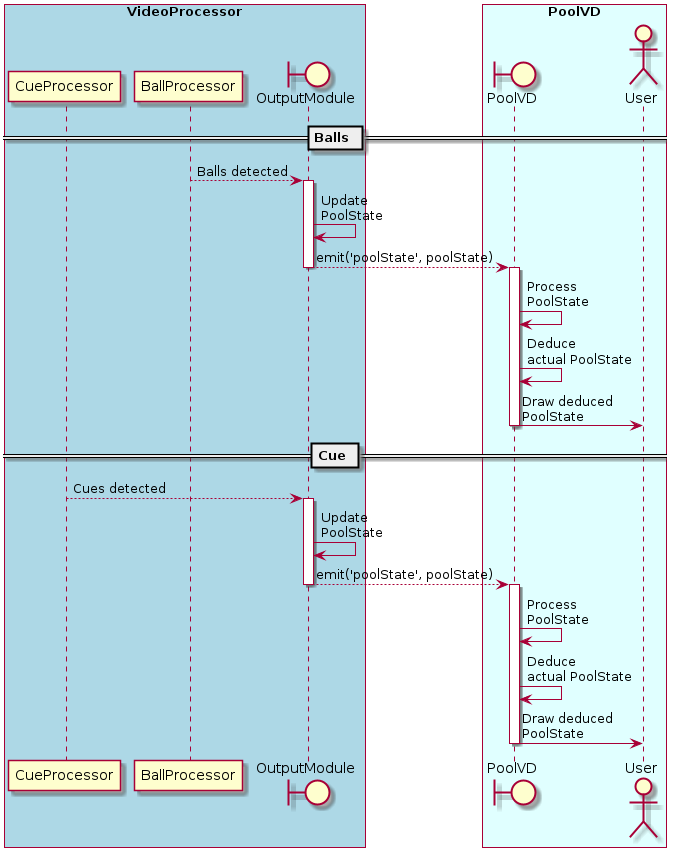 VideoProcessor
PoolVD
CueProcessor
BallProcessor
OutputModule
PoolVD
User
Balls
Balls detected
Update
PoolState
emit('poolState', poolState)
Process
PoolState
Deduce
actual PoolState
Draw deduced
PoolState
Cue
Cues detected
Update
PoolState
emit('poolState', poolState)
Process
PoolState
Deduce
actual PoolState
Draw deduced
PoolState
CueProcessor
BallProcessor
OutputModule
PoolVD
User